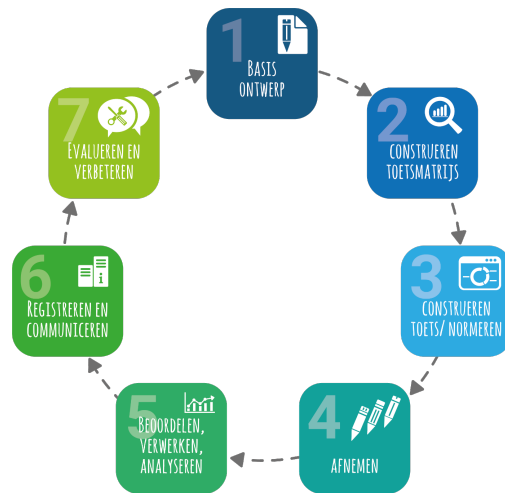 1
BASIS
ONTWERP
2
CONSTRUEREN
TOETSMATRIJS
3
CONSTRUEREN
TOETS/ NORMEREN
4
AFNEMEN
5
BEOORDELEN,
VERWERKEN,
ANALYSEREN
6
REGISTREREN EN
COMMUNICEREN
7
EVALUEREN EN
VERBETEREN